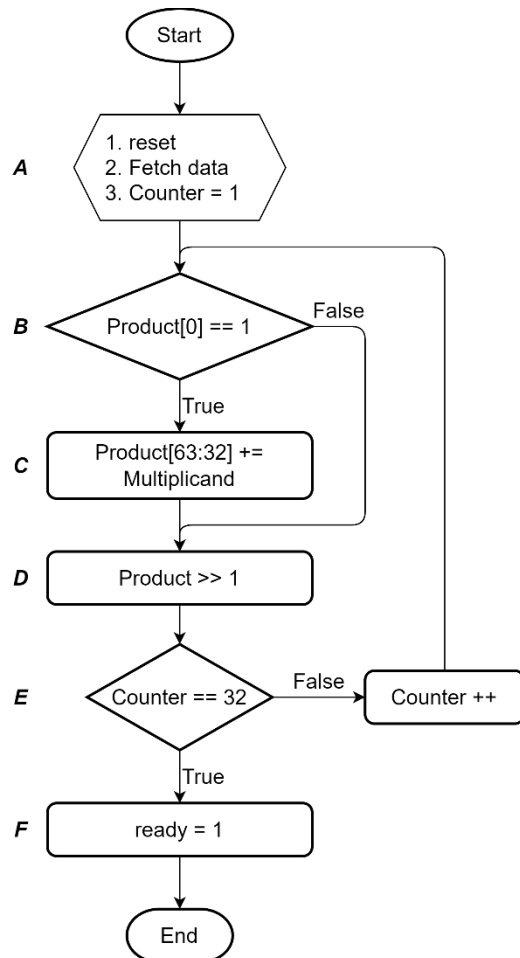 Start
A
1. reset
2. Fetch data
3. Counter = 1
B
Product[0] == 1
False
True
C
Product[63:32] +=
Multiplicand
D
Product >> 1
E
Counter == 32
False
Counter ++
True
F
ready = 1
End